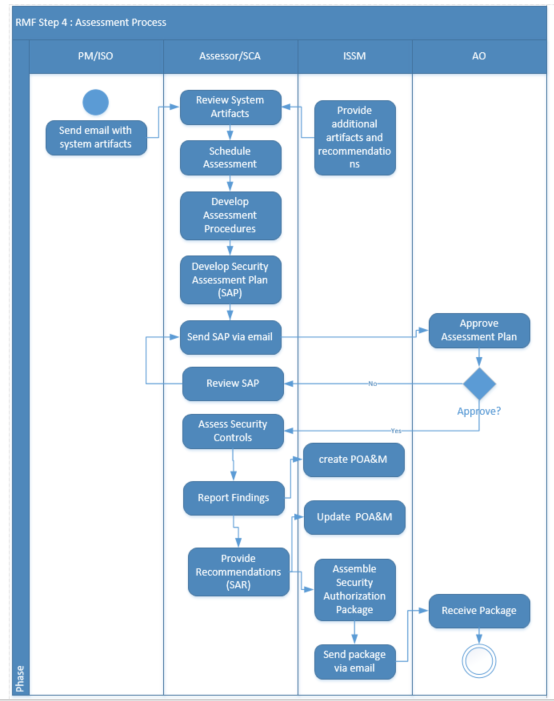 RMF Step 4 : Assessment Process
PM/ISO
Assessor/SCA
ISSM
AO
Send email with
system artifacts
Review System
Artifacts
Provide
additional
artifacts and
recommendatio
ns
Schedule
Assessment
Develop
Assessment
Procedures
Develop Security
Assessment Plan
(SAP)
Send SAP via email
Approve
Assessment Plan
Review SAP
No
Approve?
Assess Security
Controls
Yes
create POA&M
Report Findings
Update POA&M
Provide
Recommendations
(SAR)
Assemble
Security
Authorization
Package
Receive Package
Send package
via email
Phase